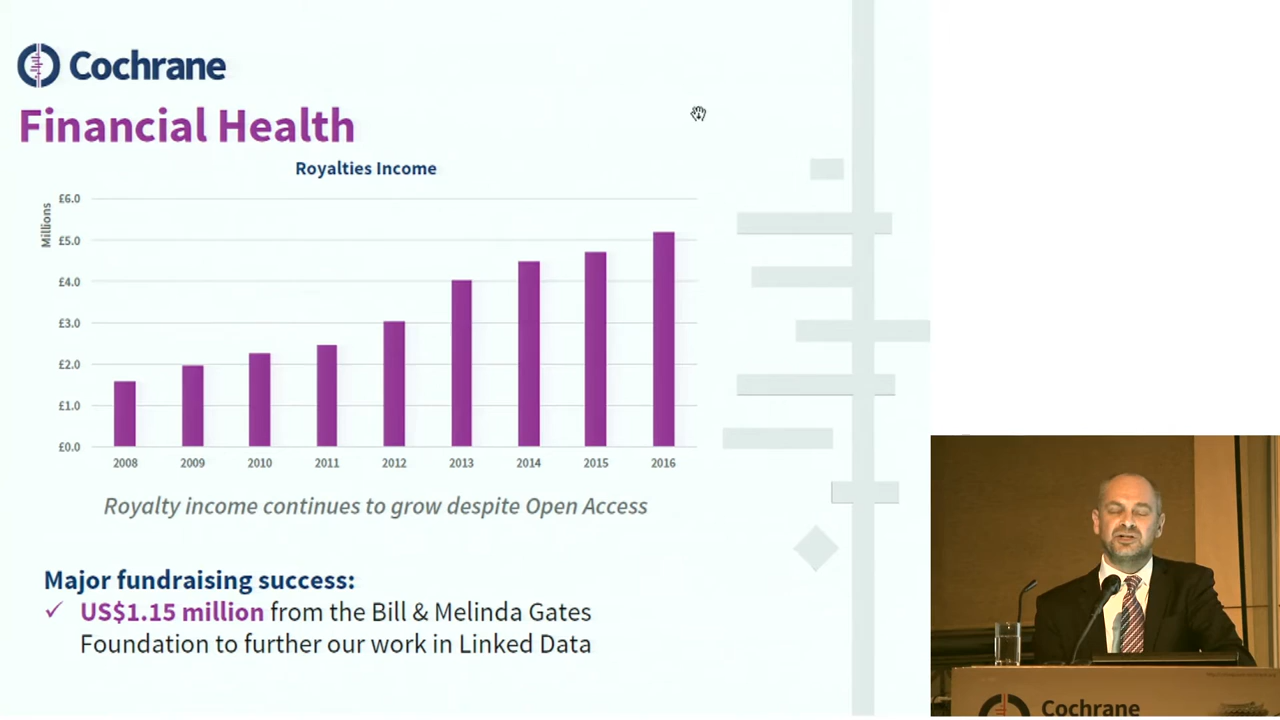 Cochrane
Financial Health
Royalties Income
Millions
£6.0
£5.0
£4.0
£3.0
£2.0
£1.0
£0.0
2008 2009 2010 2011 2012 2013 2014 2015 2016
Royalty income continues to grow despite Open Access
Major fundraising success:
✓ US$1.15 million from the Bill & Melinda Gates
Foundation to further our work in Linked Data
Cochrane